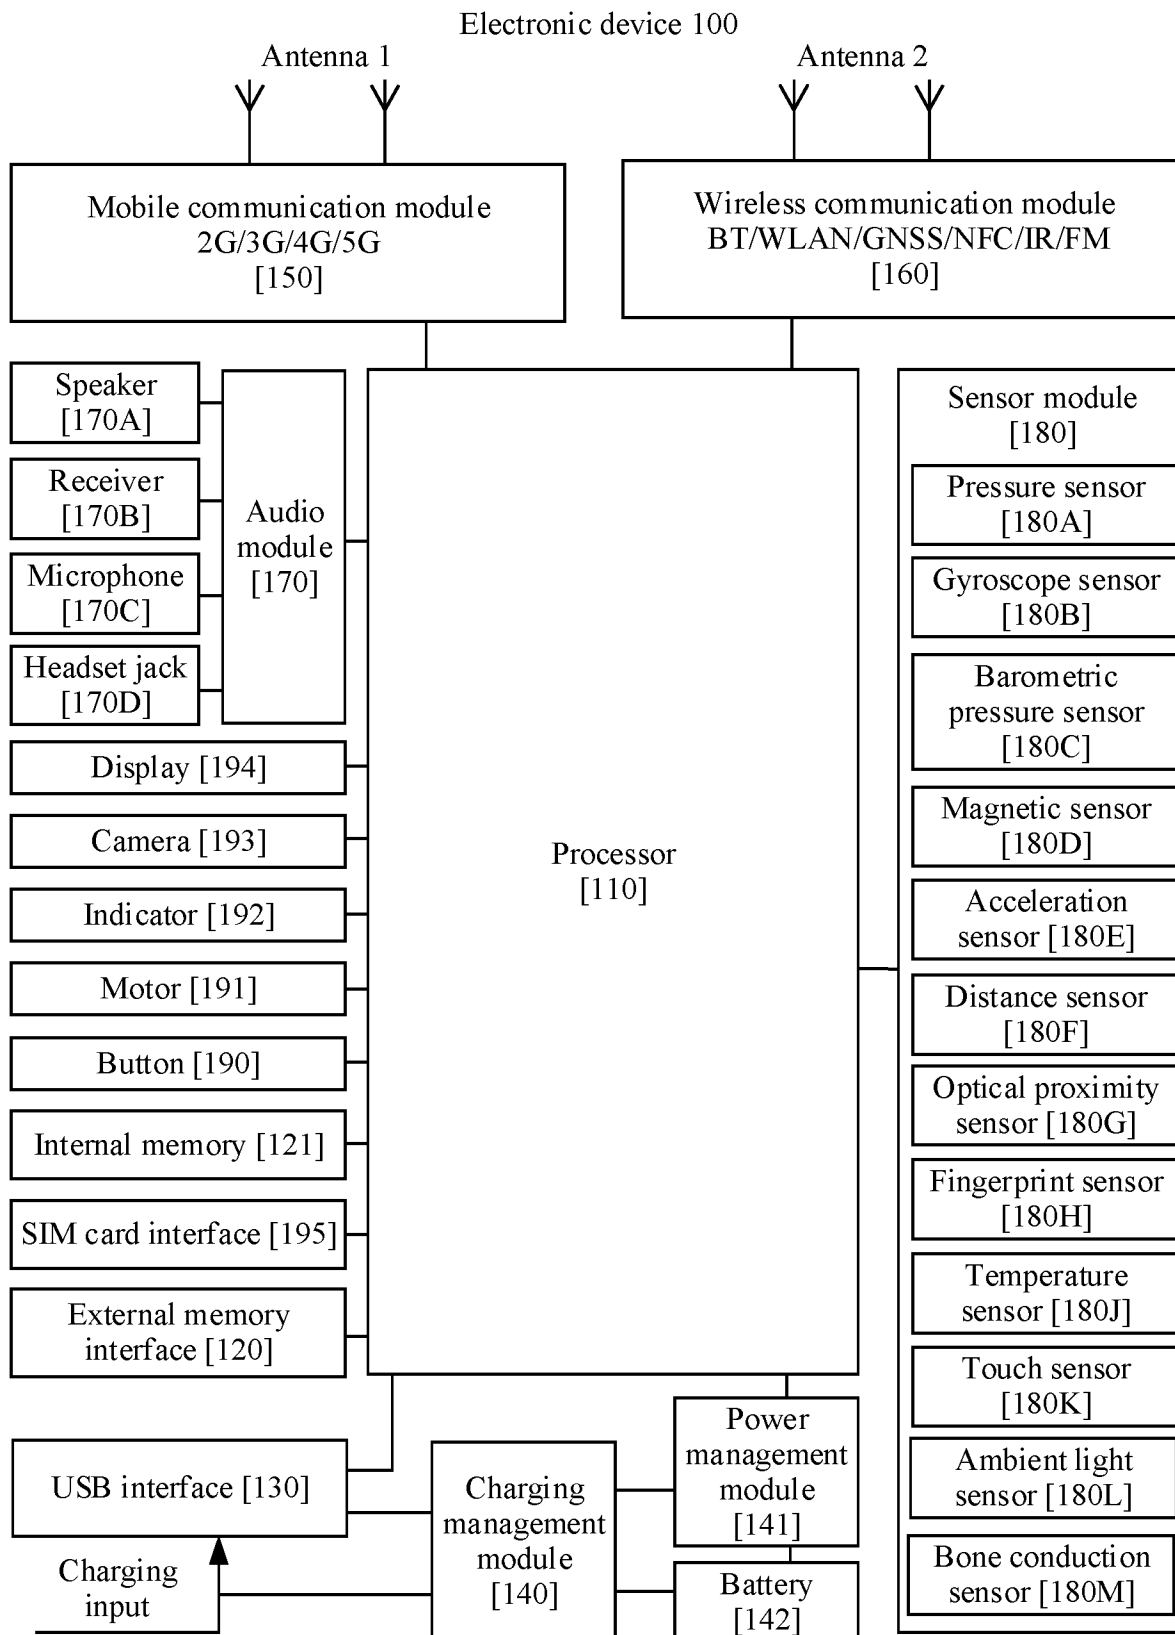 Electronic device 100
Antenna 1
Antenna 2
Mobile communication module
2G/3G/4G/5G
[150]
Wireless communication module
BT/WLAN/GNSS/NFC/IR/FM
[160]
Speaker
[170A]
Receiver
[170B]
Microphone
[170C]
Headset jack
[170D]
Audio
module
[170]
Display [194]
Camera [193]
Indicator [192]
Motor [191]
Button [190]
Internal memory [121]
SIM card interface [195]
External memory
interface [120]
Processor
[110]
Sensor module
[180]
Pressure sensor
[180A]
Gyroscope sensor
[180B]
Barometric
pressure sensor
[180C]
Magnetic sensor
[180D]
Acceleration
sensor [180E]
Distance sensor
[180F]
Optical proximity
sensor [180G]
Fingerprint sensor
[180H]
Temperature
sensor [180J]
Touch sensor
[180K]
Ambient light
sensor [180L]
Bone conduction
sensor [180M]
USB interface [130]
Charging
input
Charging
management
module
[140]
Power
management
module
[141]
Battery
[142]